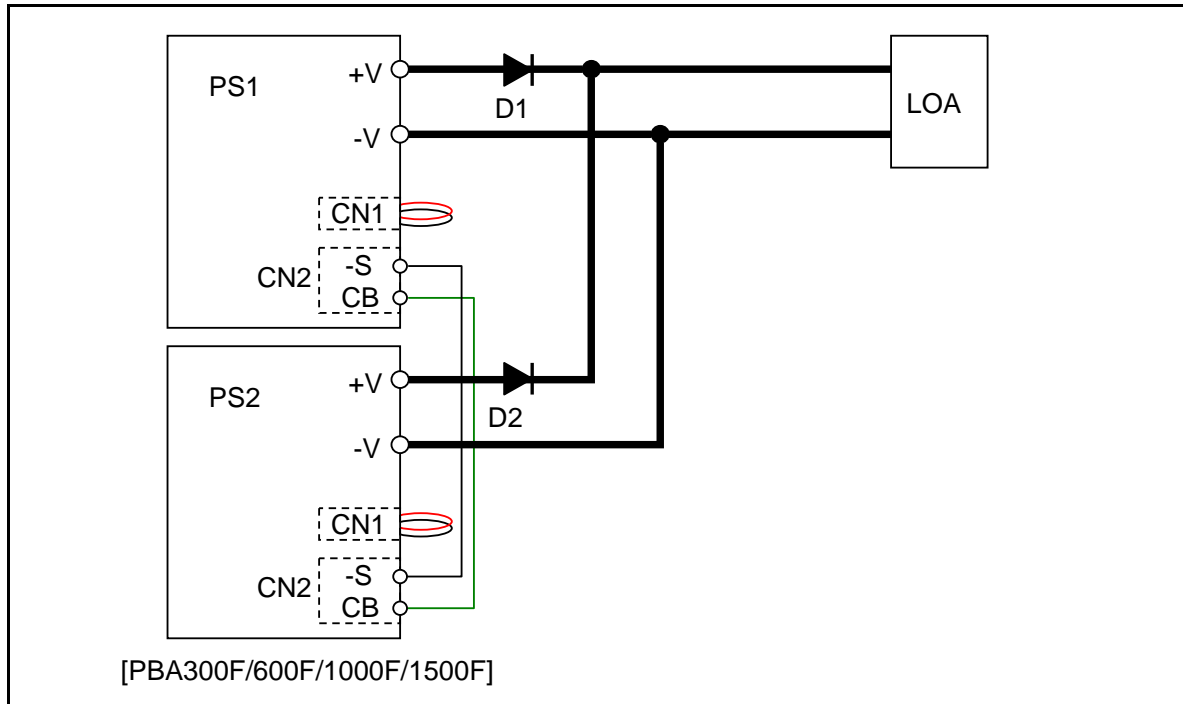 PS1
+V
D1
-V
LOA
CN1
CN2
-S
CB
PS2
+V
D2
-V
CN1
CN2
-S
CB
[PBA300F/600F/1000F/1500F]